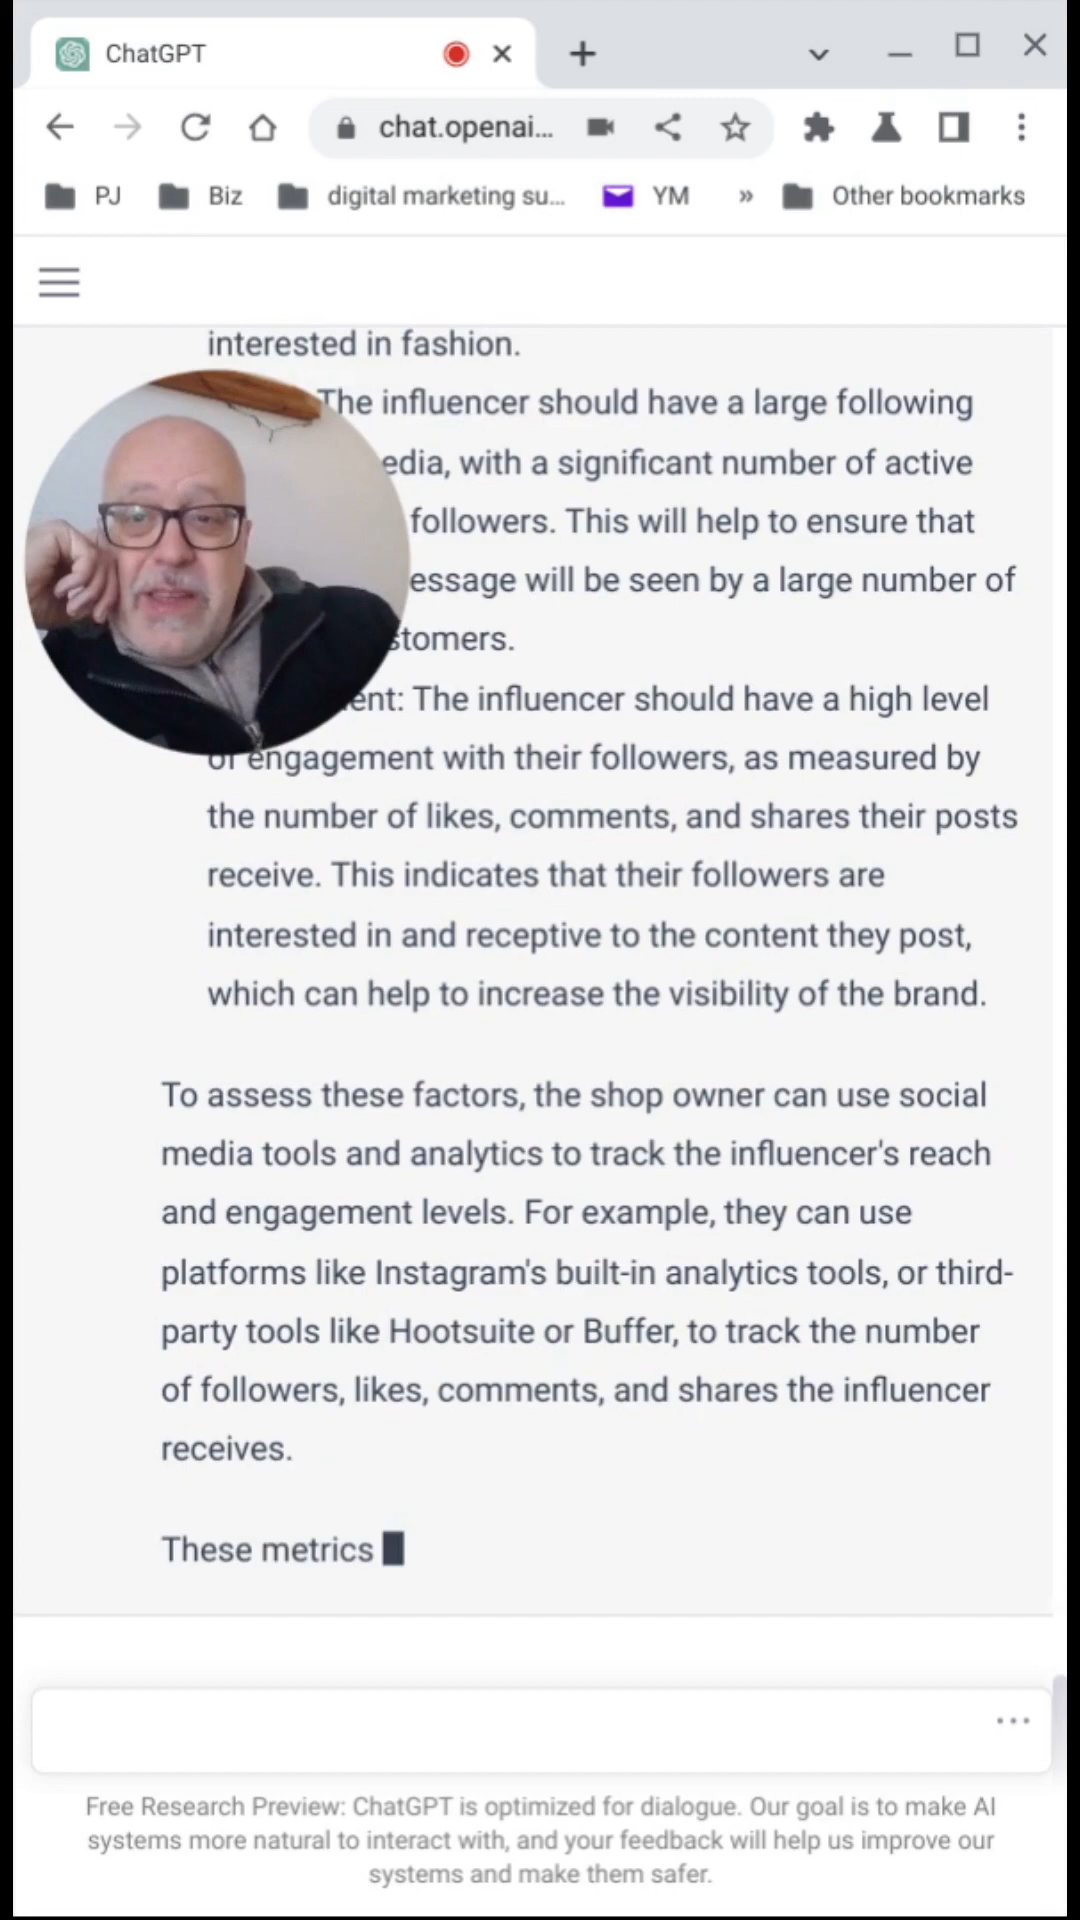 ChatGPT
chat.openai...
PJ Biz digital marketing su... YM » Other bookmarks
interested in fashion.
The influencer should have a large following
edia, with a significant number of active
followers. This will help to ensure that
essage will be seen by a large number of
stomers.
ent: The influencer should have a high level
of engagement with their followers, as measured by
the number of likes, comments, and shares their posts
receive. This indicates that their followers are
interested in and receptive to the content they post,
which can help to increase the visibility of the brand.
To assess these factors, the shop owner can use social
media tools and analytics to track the influencer's reach
and engagement levels. For example, they can use
platforms like Instagram's built-in analytics tools, or third-
party tools like Hootsuite or Buffer, to track the number
of followers, likes, comments, and shares the influencer
receives.
These metrics
Free Research Preview: ChatGPT is optimized for dialogue. Our goal is to make AI
systems more natural to interact with, and your feedback will help us improve our
systems and make them safer.